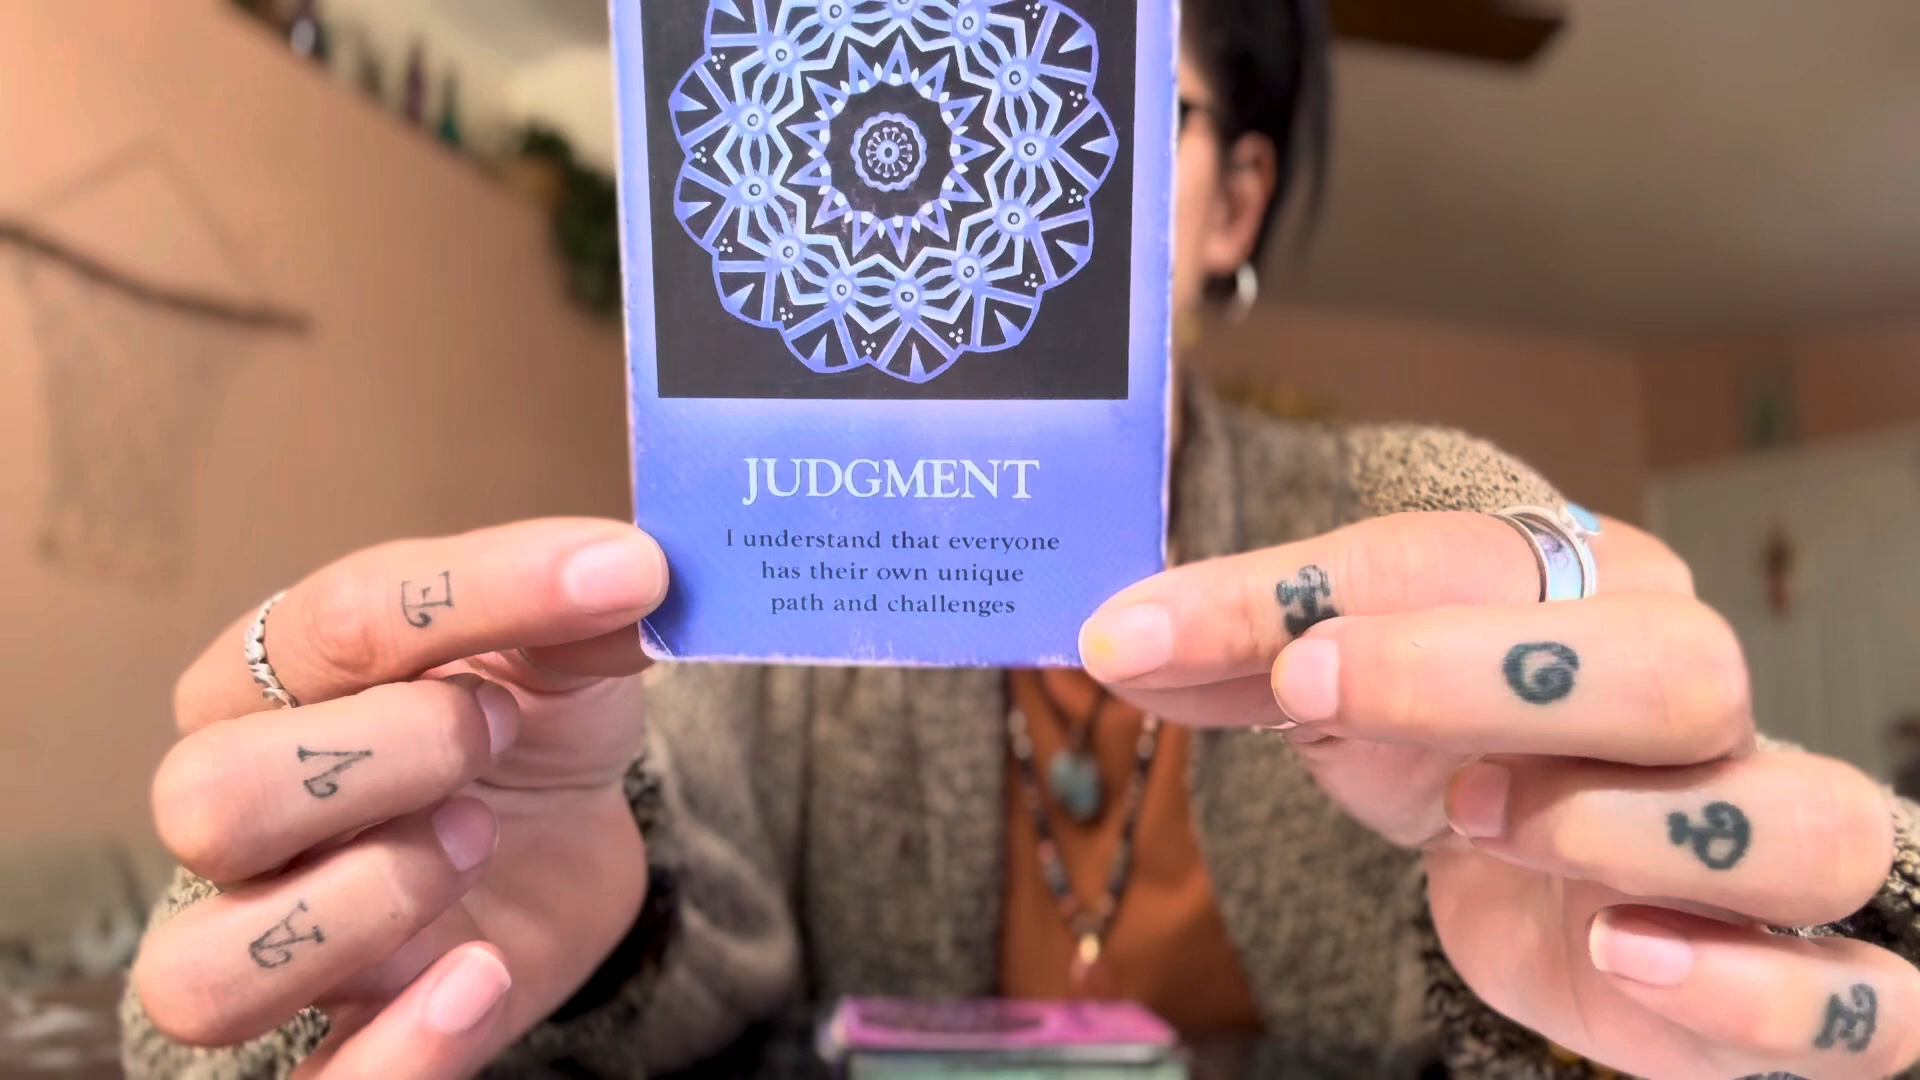 JUDGMENT
I understand that everyone
has their own unique
path and challenges
E
V
A
H
O
P
E